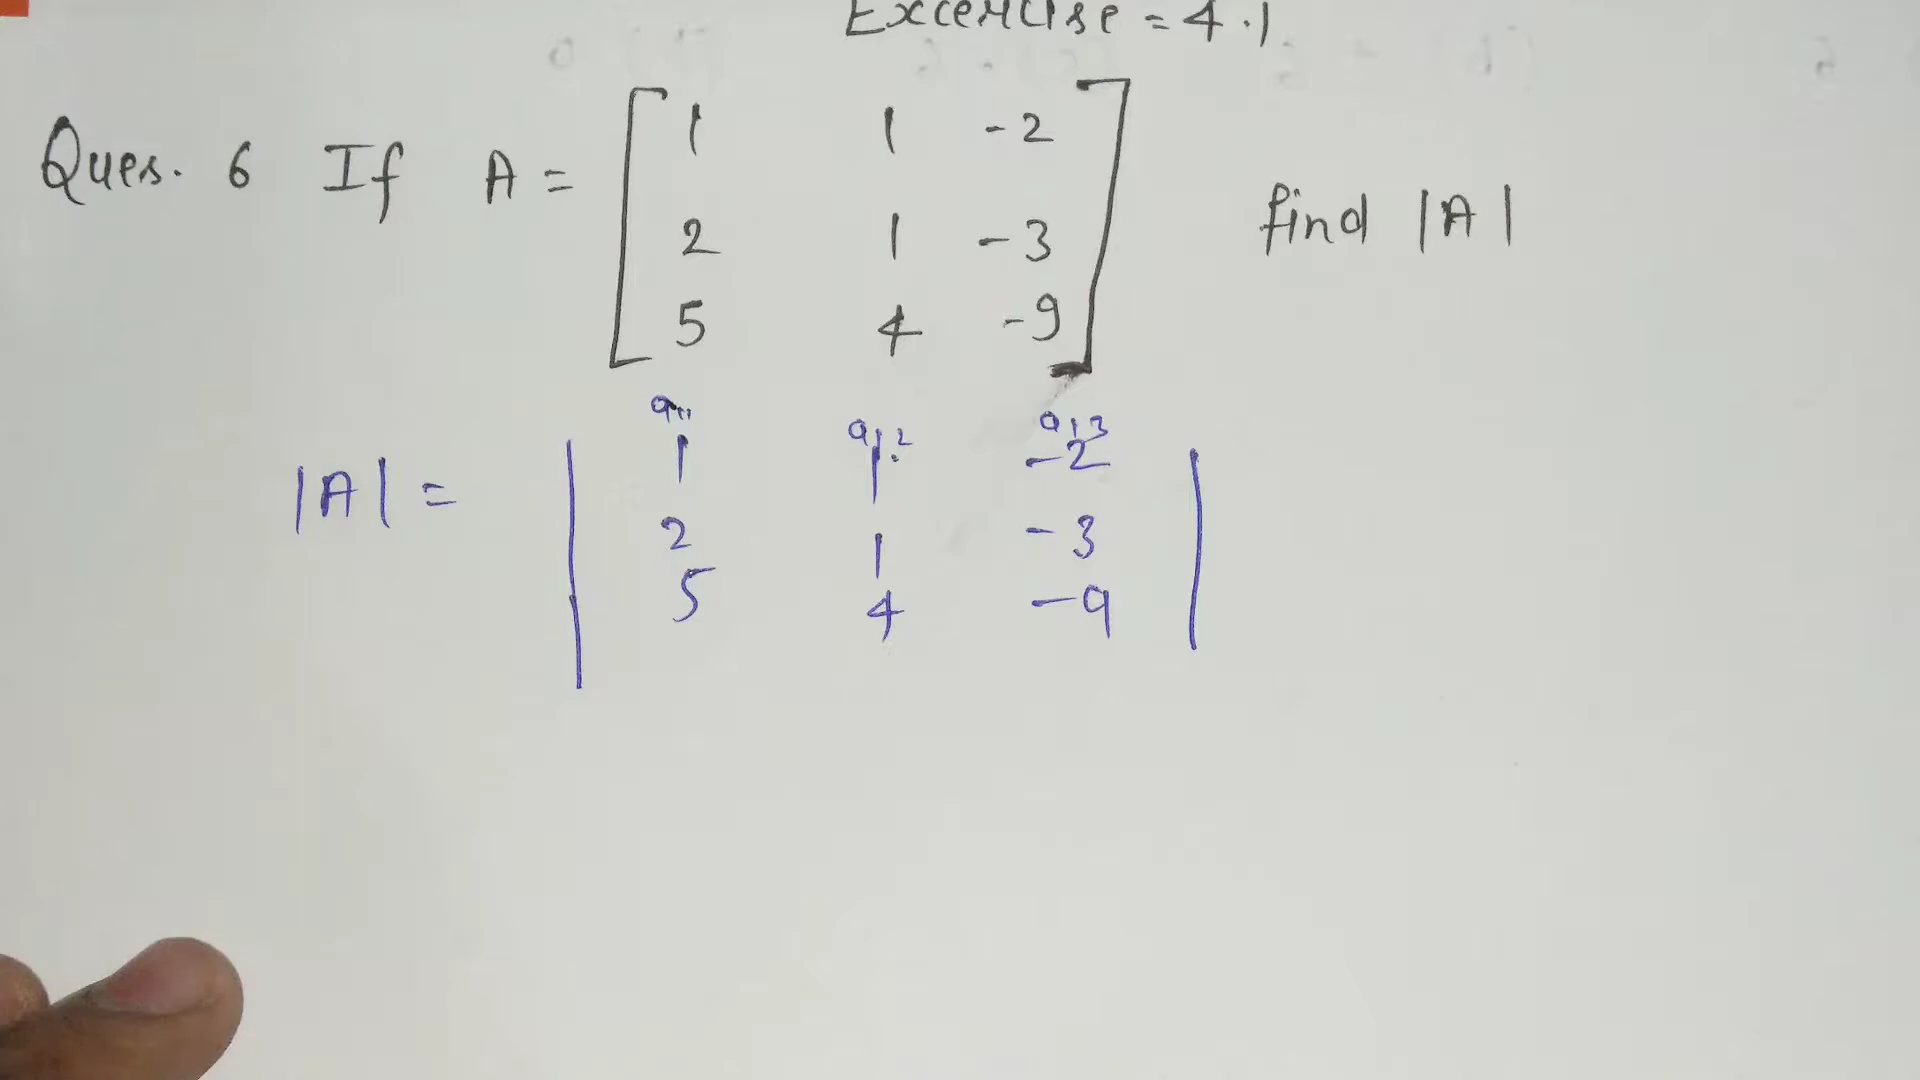 Excercise = 4.1
Ques. 6 If A = [ 1 1 -2
2 1 -3
5 4 -9 ] find |A|
a11 a12 a13
|A| = | 1 1 -2
2 1 -3
5 4 -9 |